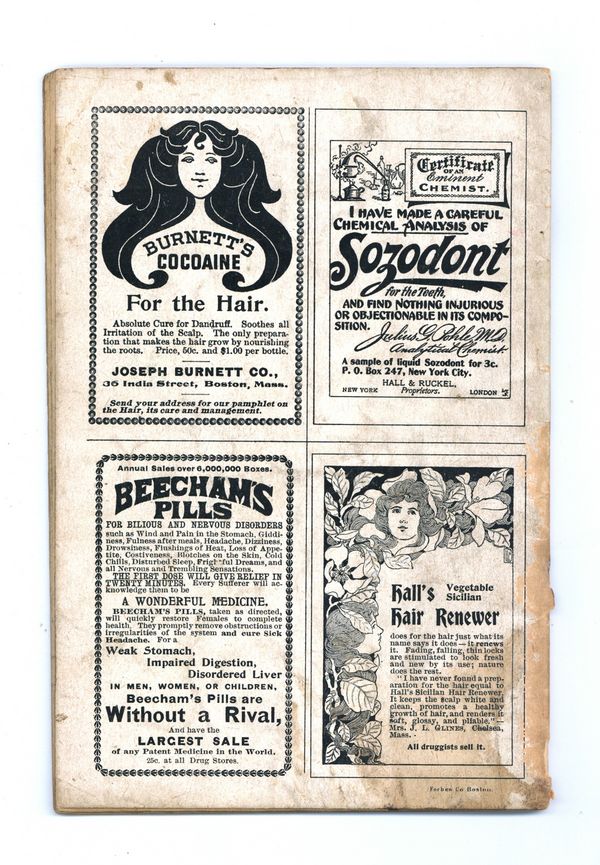 BURNETT'S
COCOAINE
For the Hair.
Absolute Cure for Dandruff. Soothes all
Irritation of the Scalp. The only prepara-
tion that makes the hair grow by nourishing
the roots. Price, 50c. and $1.00 per bottle.
JOSEPH BURNETT CO.,
36 India Street, Boston, Mass.
Send your address for our pamphlet on
the Hair, its care and management.
Certificate
OF AN
Eminent
CHEMIST.
I HAVE MADE A CAREFUL
CHEMICAL ANALYSIS OF
Sozodont
for the Teeth,
AND FIND NOTHING INJURIOUS
OR OBJECTIONABLE IN ITS COMPO-
SITION.
Julius G. Pohle M.D.
Analytical Chemist.
A sample of liquid Sozodont for 3c.
P. O. Box 247, New York City.
HALL & RUCKEL,
NEW YORK Proprietors. LONDON
Annual Sales over 6,000,000 Boxes.
BEECHAM'S
PILLS
FOR BILIOUS AND NERVOUS DISORDERS
such as Wind and Pain in the Stomach, Giddi-
ness, Fulness after meals, Headache, Dizziness,
Drowsiness, Flushings of Heat, Loss of Appe-
tite, Costiveness, Blotches on the Skin, Cold
Chills, Disturbed Sleep, Frightful Dreams, and
all Nervous and Trembling Sensations.
THE FIRST DOSE WILL GIVE RELIEF IN
TWENTY MINUTES. Every Sufferer will ac-
knowledge them to be
A WONDERFUL MEDICINE.
BEECHAM'S PILLS, taken as directed,
will quickly restore Females to complete
health. They promptly remove obstructions or
irregularities of the system and cure Sick
Headache. For a
Weak Stomach,
Impaired Digestion,
Disordered Liver
IN MEN, WOMEN, OR CHILDREN,
Beecham's Pills are
Without a Rival,
And have the
LARGEST SALE
of any Patent Medicine in the World.
25c. at all Drug Stores.
Hall's Vegetable
Sicilian
Hair Renewer
does for the hair just what its
name says it does—it renews
it. Fading, falling, thin locks
are stimulated to look fresh
and new by its use; nature
does the rest.
"I have never found a prep-
aration for the hair equal to
Hall's Sicilian Hair Renewer.
It keeps the scalp white and
clean, promotes a healthy
growth of hair, and renders it
soft, glossy, and pliable."—
Mrs. J. L. GLINES, Chelsea,
Mass.
All druggists sell it.
Forbes Co Boston.